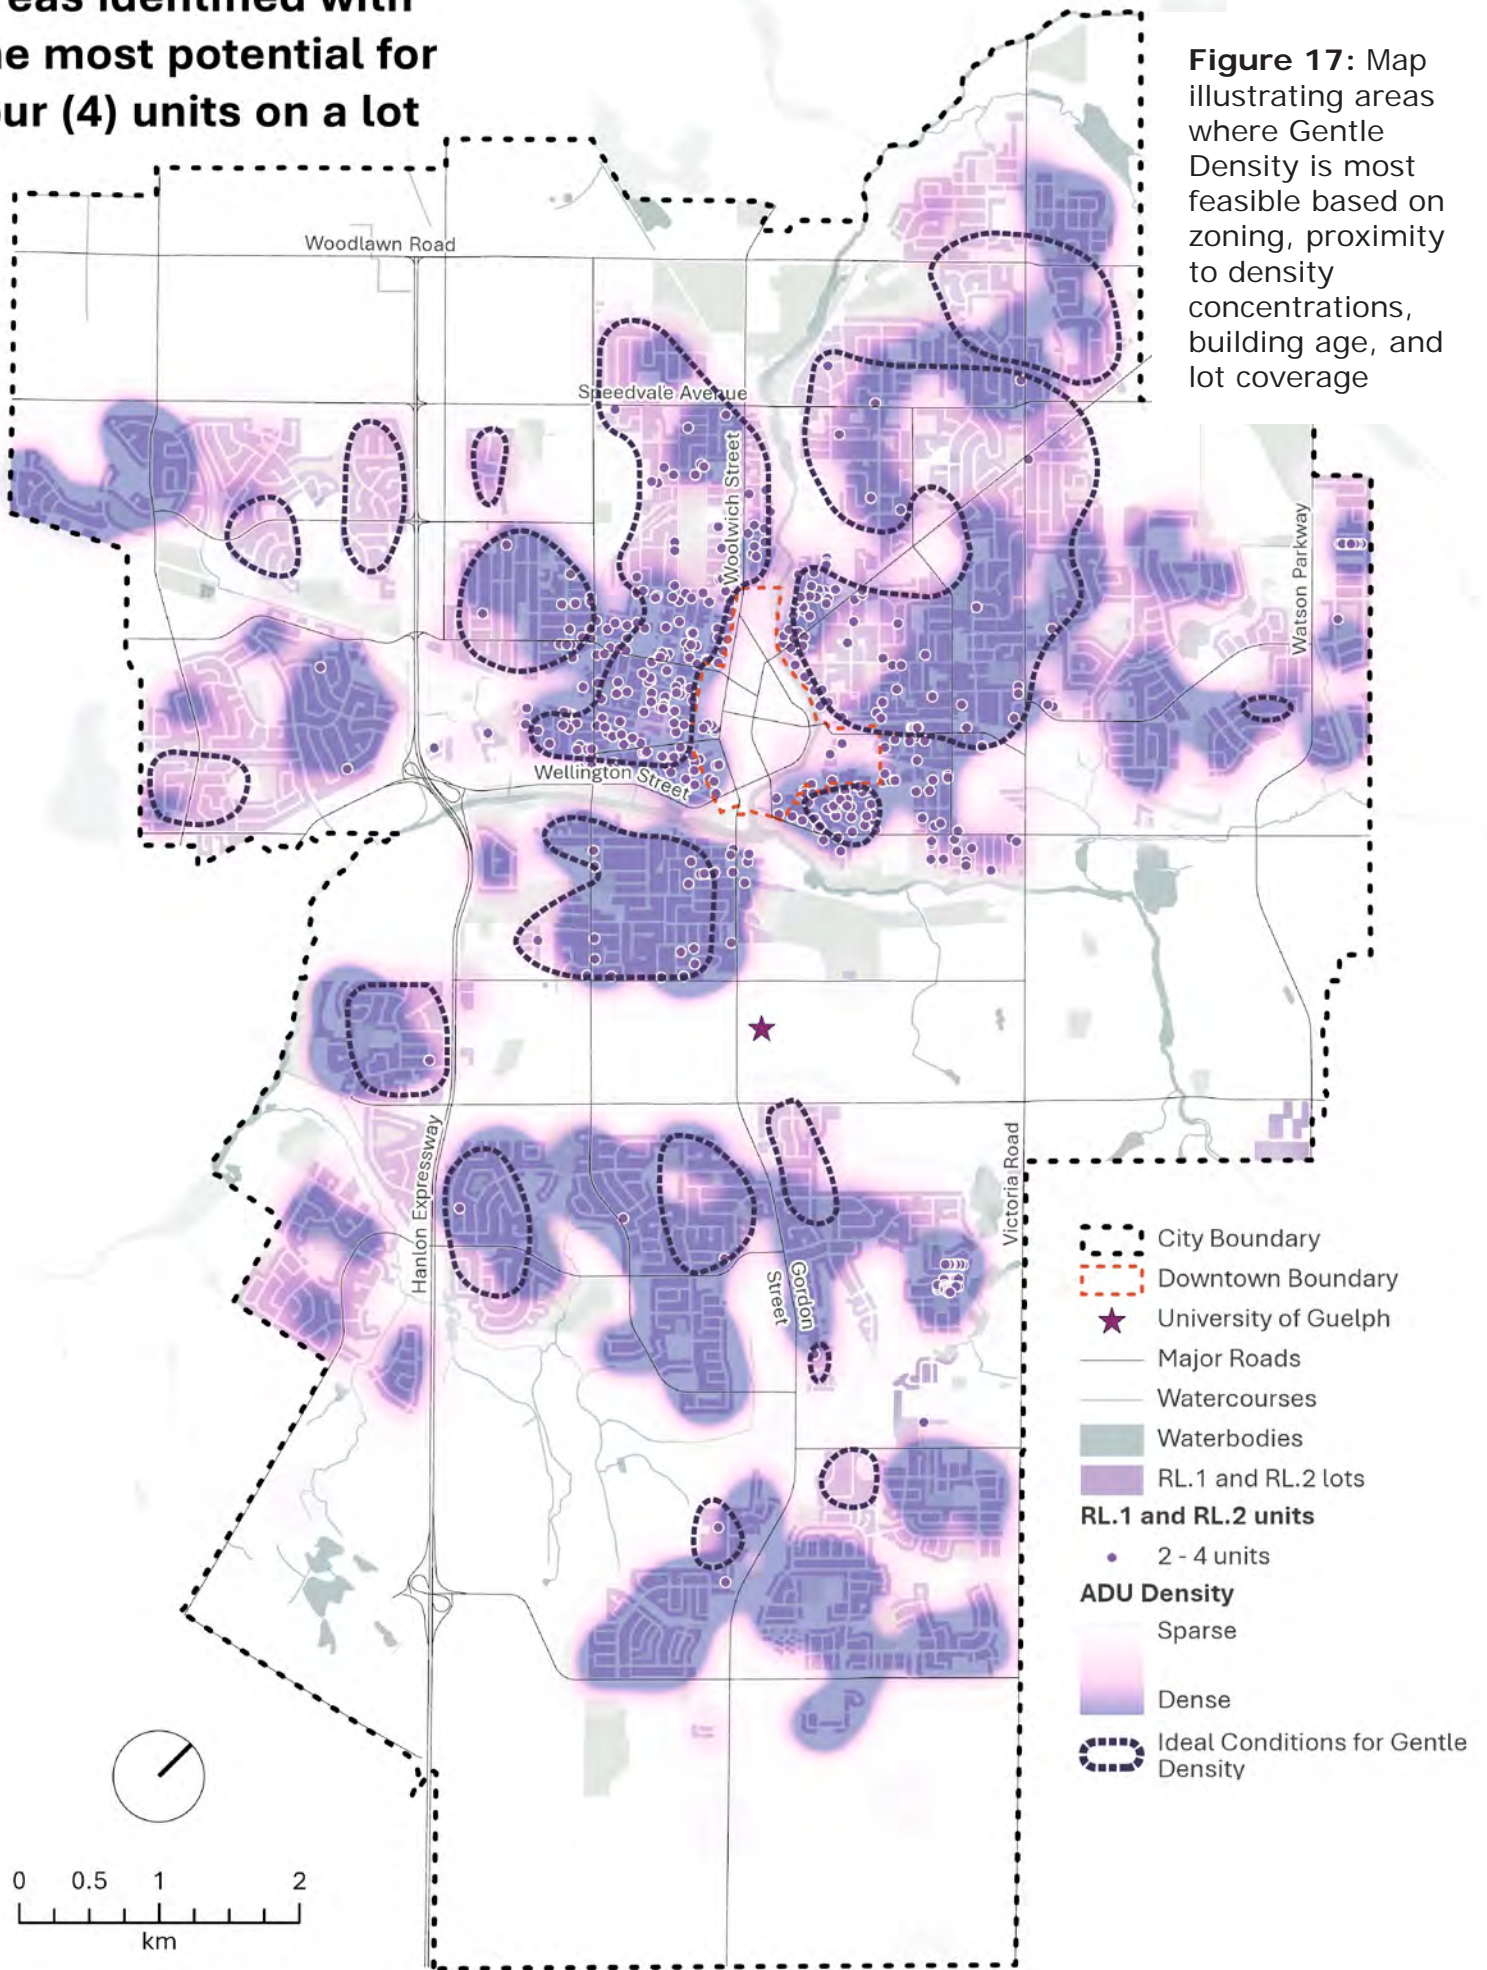 eas identified with
e most potential for
ur (4) units on a lot
Figure 17: Map
illustrating areas
where Gentle
Density is most
feasible based on
zoning, proximity
to density
concentrations,
building age, and
lot coverage
Woodlawn Road
Speedvale Avenue
Woolwich Street
Watson Parkway
Wellington Street
Hanlon Expressway
Victoria Road
Gordon
Street
City Boundary
Downtown Boundary
University of Guelph
Major Roads
Watercourses
Waterbodies
RL.1 and RL.2 lots
RL.1 and RL.2 units
2 - 4 units
ADU Density
Sparse
Dense
Ideal Conditions for Gentle
Density
0 0.5 1 2
km